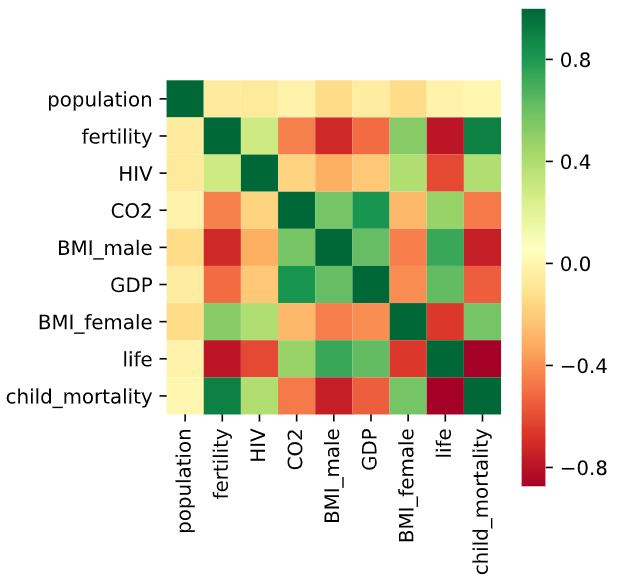 population
fertility
HIV
CO2
BMI_male
GDP
BMI_female
life
child_mortality
population
fertility
HIV
CO2
BMI_male
GDP
BMI_female
life
child_mortality
0.8
0.4
0.0
−0.4
−0.8